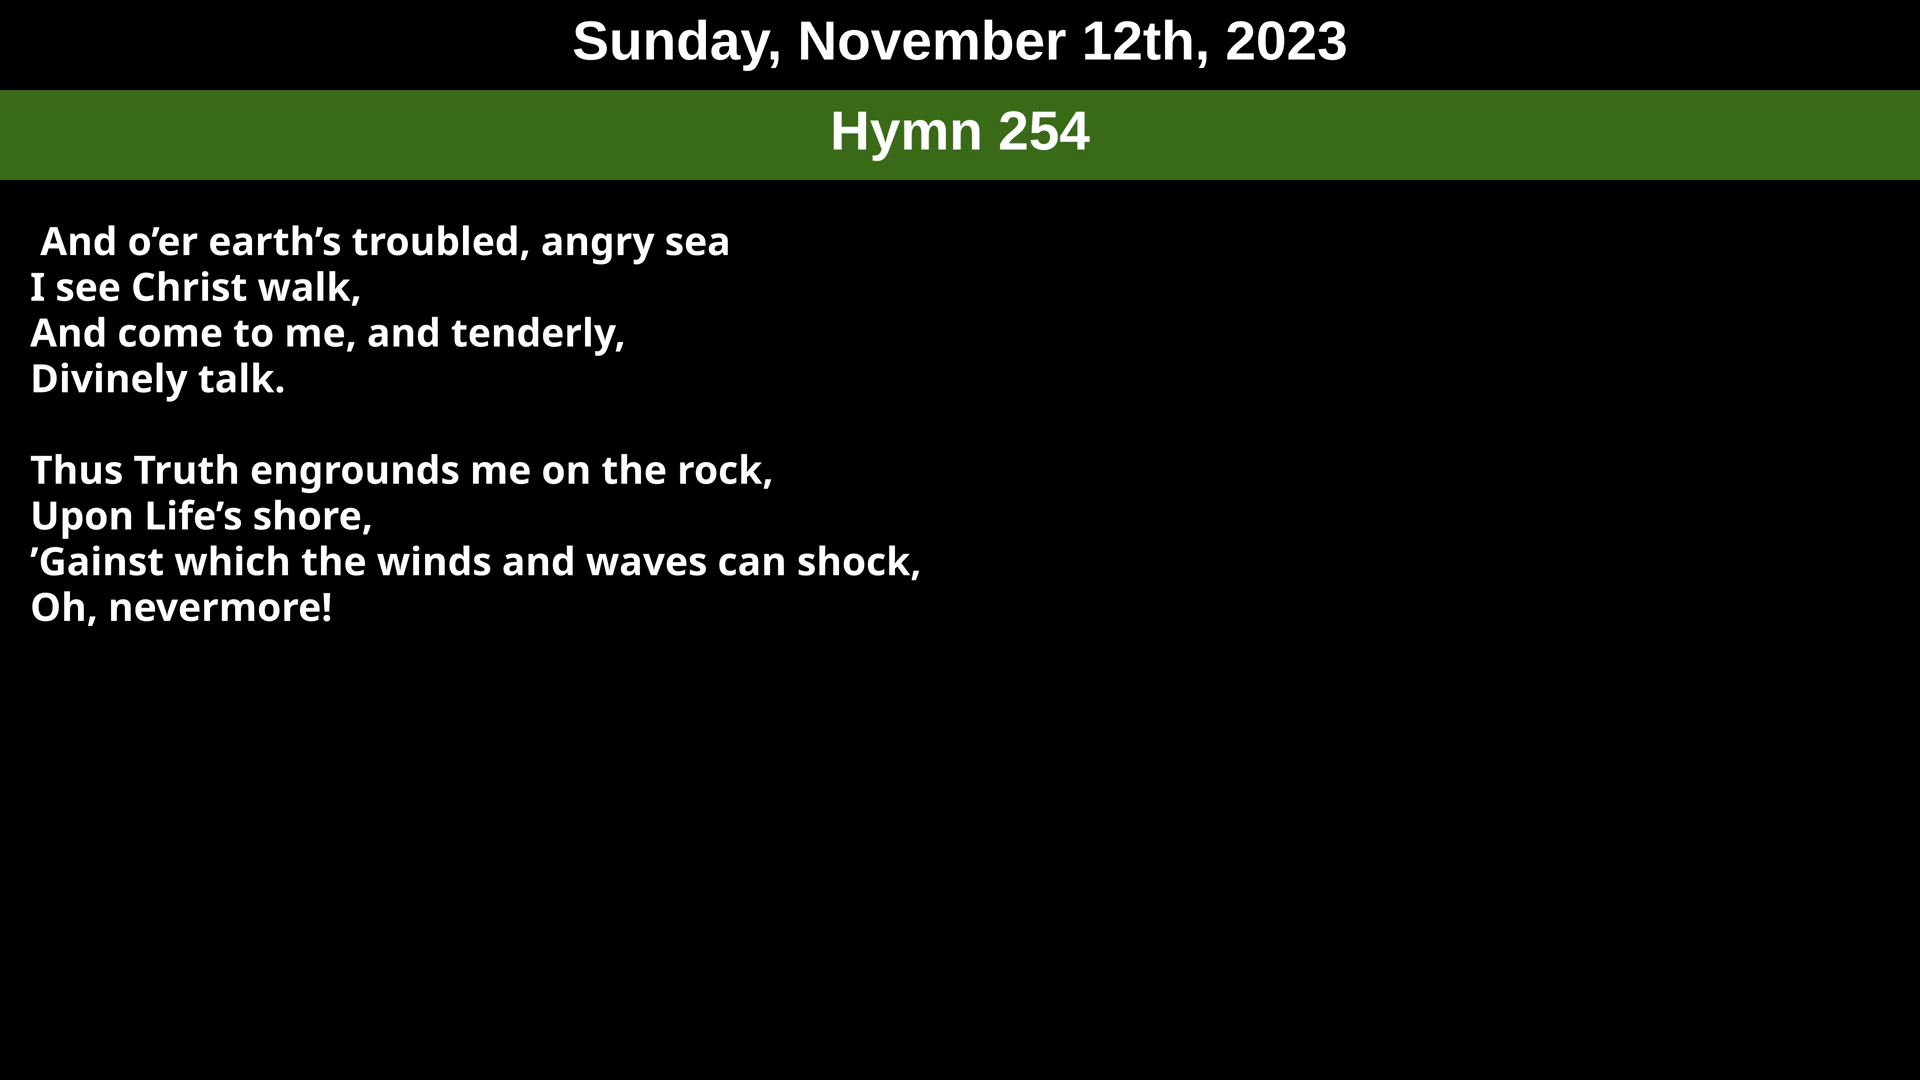 Sunday, November 12th, 2023
Hymn 254
And o’er earth’s troubled, angry sea
I see Christ walk,
And come to me, and tenderly,
Divinely talk.
Thus Truth engrounds me on the rock,
Upon Life’s shore,
’Gainst which the winds and waves can shock,
Oh, nevermore!